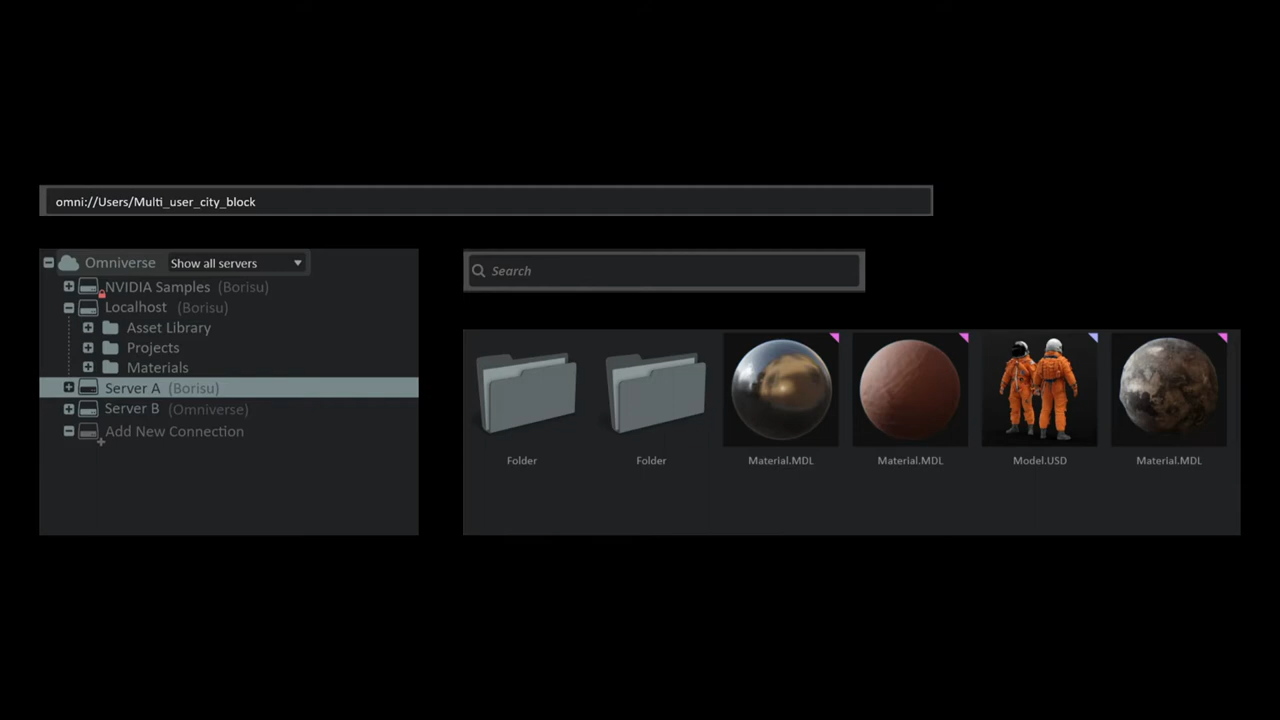 omni://Users/Multi_user_city_block
Omniverse Show all servers
NVIDIA Samples (Borisu)
Localhost (Borisu)
Asset Library
Projects
Materials
Server A (Borisu)
Server B (Omniverse)
Add New Connection
Search
Folder Folder Material.MDL Material.MDL Model.USD Material.MDL